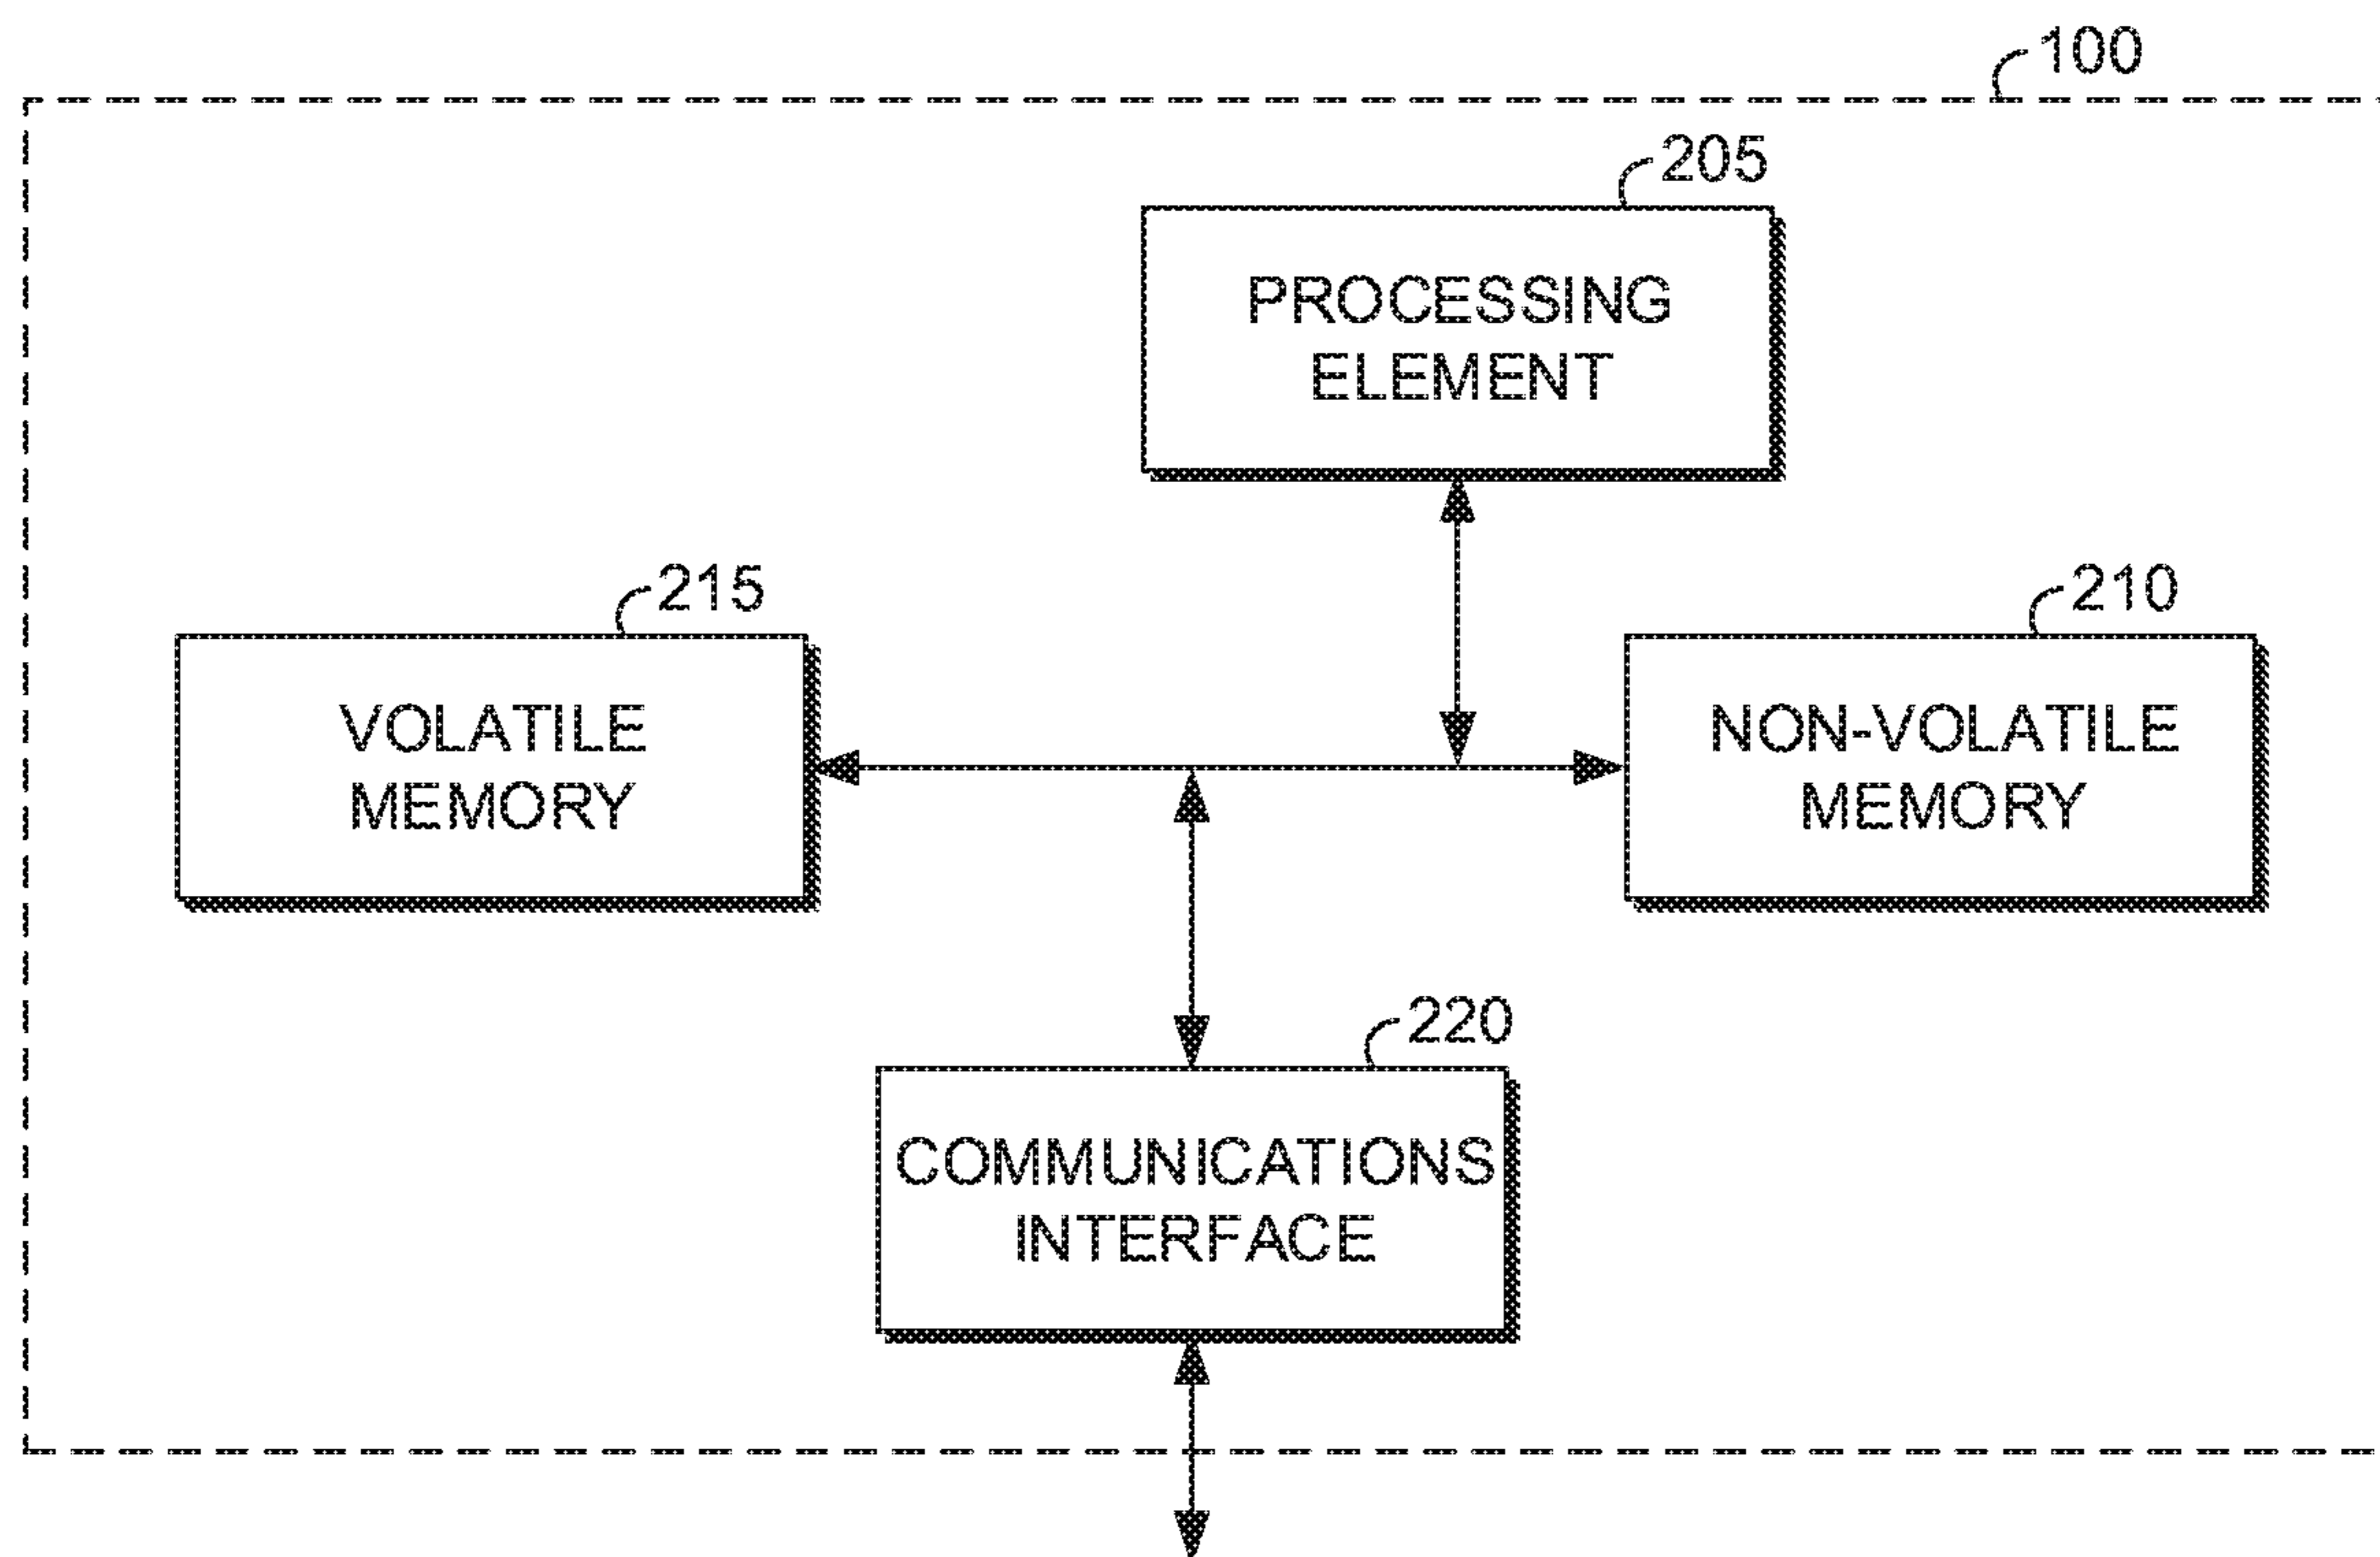 100
205
PROCESSING
ELEMENT
215
210
VOLATILE
MEMORY
NON-VOLATILE
MEMORY
220
COMMUNICATIONS
INTERFACE